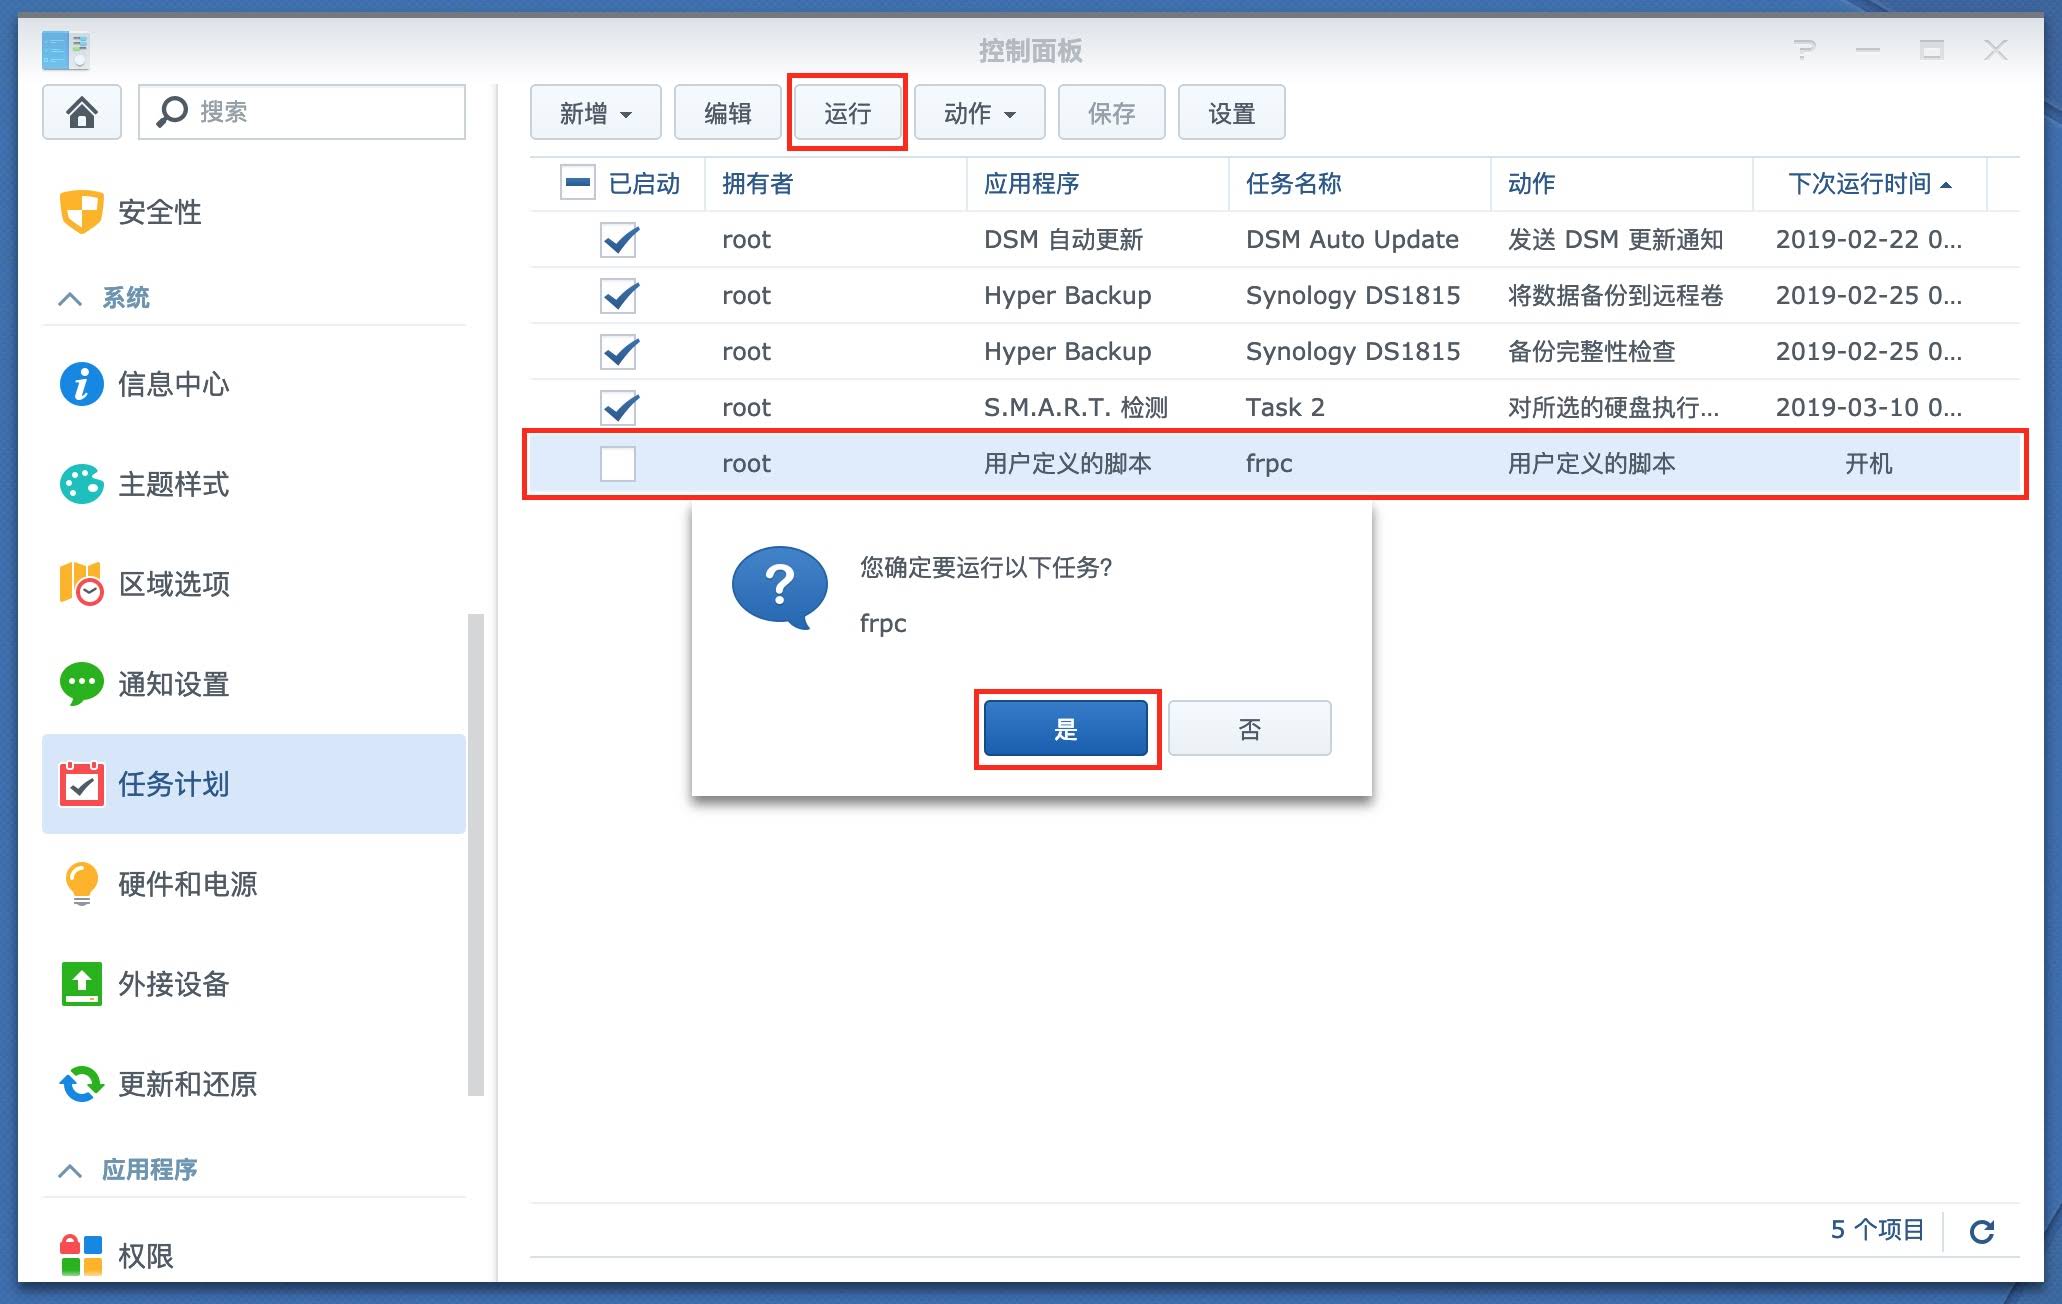 控制面板
搜索
新增 编辑 运行 动作 保存 设置
安全性
系统
信息中心
主题样式
区域选项
通知设置
任务计划
硬件和电源
外接设备
更新和还原
应用程序
权限
已启动 拥有者 应用程序 任务名称 动作 下次运行时间
root DSM 自动更新 DSM Auto Update 发送 DSM 更新通知 2019-02-22 0...
root Hyper Backup Synology DS1815 将数据备份到远程卷 2019-02-25 0...
root Hyper Backup Synology DS1815 备份完整性检查 2019-02-25 0...
root S.M.A.R.T. 检测 Task 2 对所选的硬盘执行... 2019-03-10 0...
root 用户定义的脚本 frpc 用户定义的脚本 开机
您确定要运行以下任务?
frpc
是 否
5 个项目